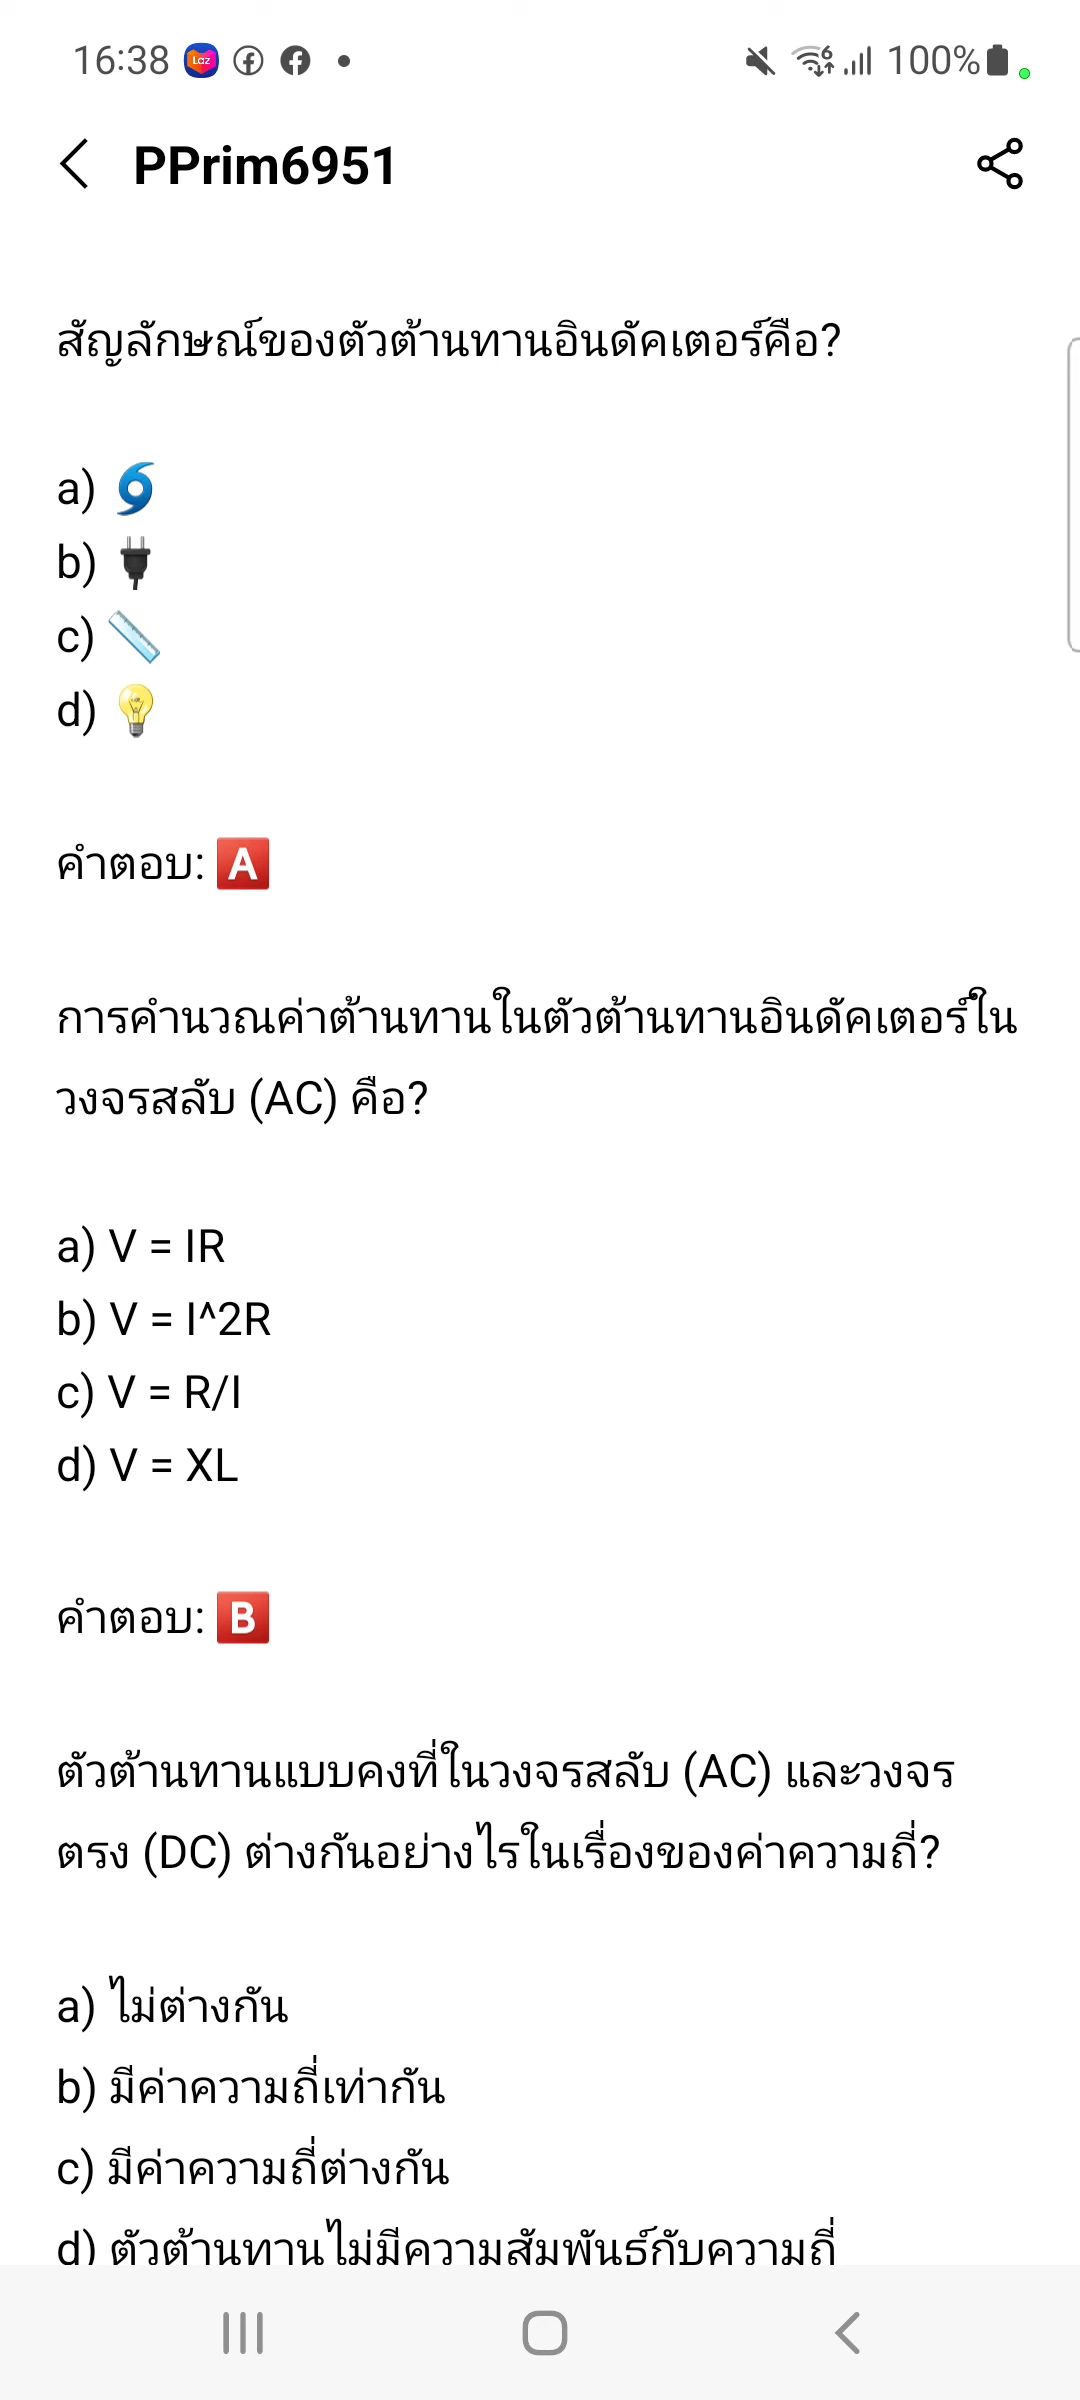 16:38 Laz 100%
PPrim6951
สัญลักษณ์ของตัวต้านทานอินดัคเตอร์คือ?
a) 🌀
b) 🔌
c) 📏
d) 💡
คำตอบ: A
การคำนวณค่าต้านทานในตัวต้านทานอินดัคเตอร์ใน
วงจรสลับ (AC) คือ?
a) V = IR
b) V = I^2R
c) V = R/I
d) V = XL
คำตอบ: B
ตัวต้านทานแบบคงที่ในวงจรสลับ (AC) และวงจร
ตรง (DC) ต่างกันอย่างไรในเรื่องของค่าความถี่?
a) ไม่ต่างกัน
b) มีค่าความถี่เท่ากัน
c) มีค่าความถี่ต่างกัน
d) ตัวต้านทานไม่มีความสัมพันธ์กับความถี่